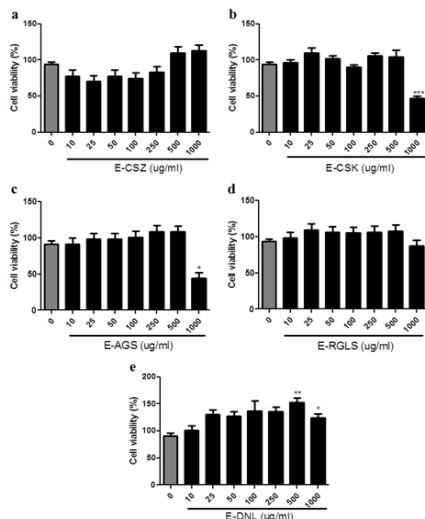 a
Cell viability (%)
150
100
50
0
0 10 25 50 100 250 500 1000
E-CSZ (ug/ml)
b
Cell viability (%)
150
100
50
0
***
0 10 25 50 100 250 500 1000
E-CSK (ug/ml)
c
Cell viability (%)
150
100
50
0
*
0 10 25 50 100 250 500 1000
E-AGS (ug/ml)
d
Cell viability (%)
150
100
50
0
0 10 25 50 100 250 500 1000
E-RGLS (ug/ml)
e
Cell viability (%)
200
150
100
50
0
** *
0 10 25 50 100 250 500 1000
E-DNL (ug/ml)